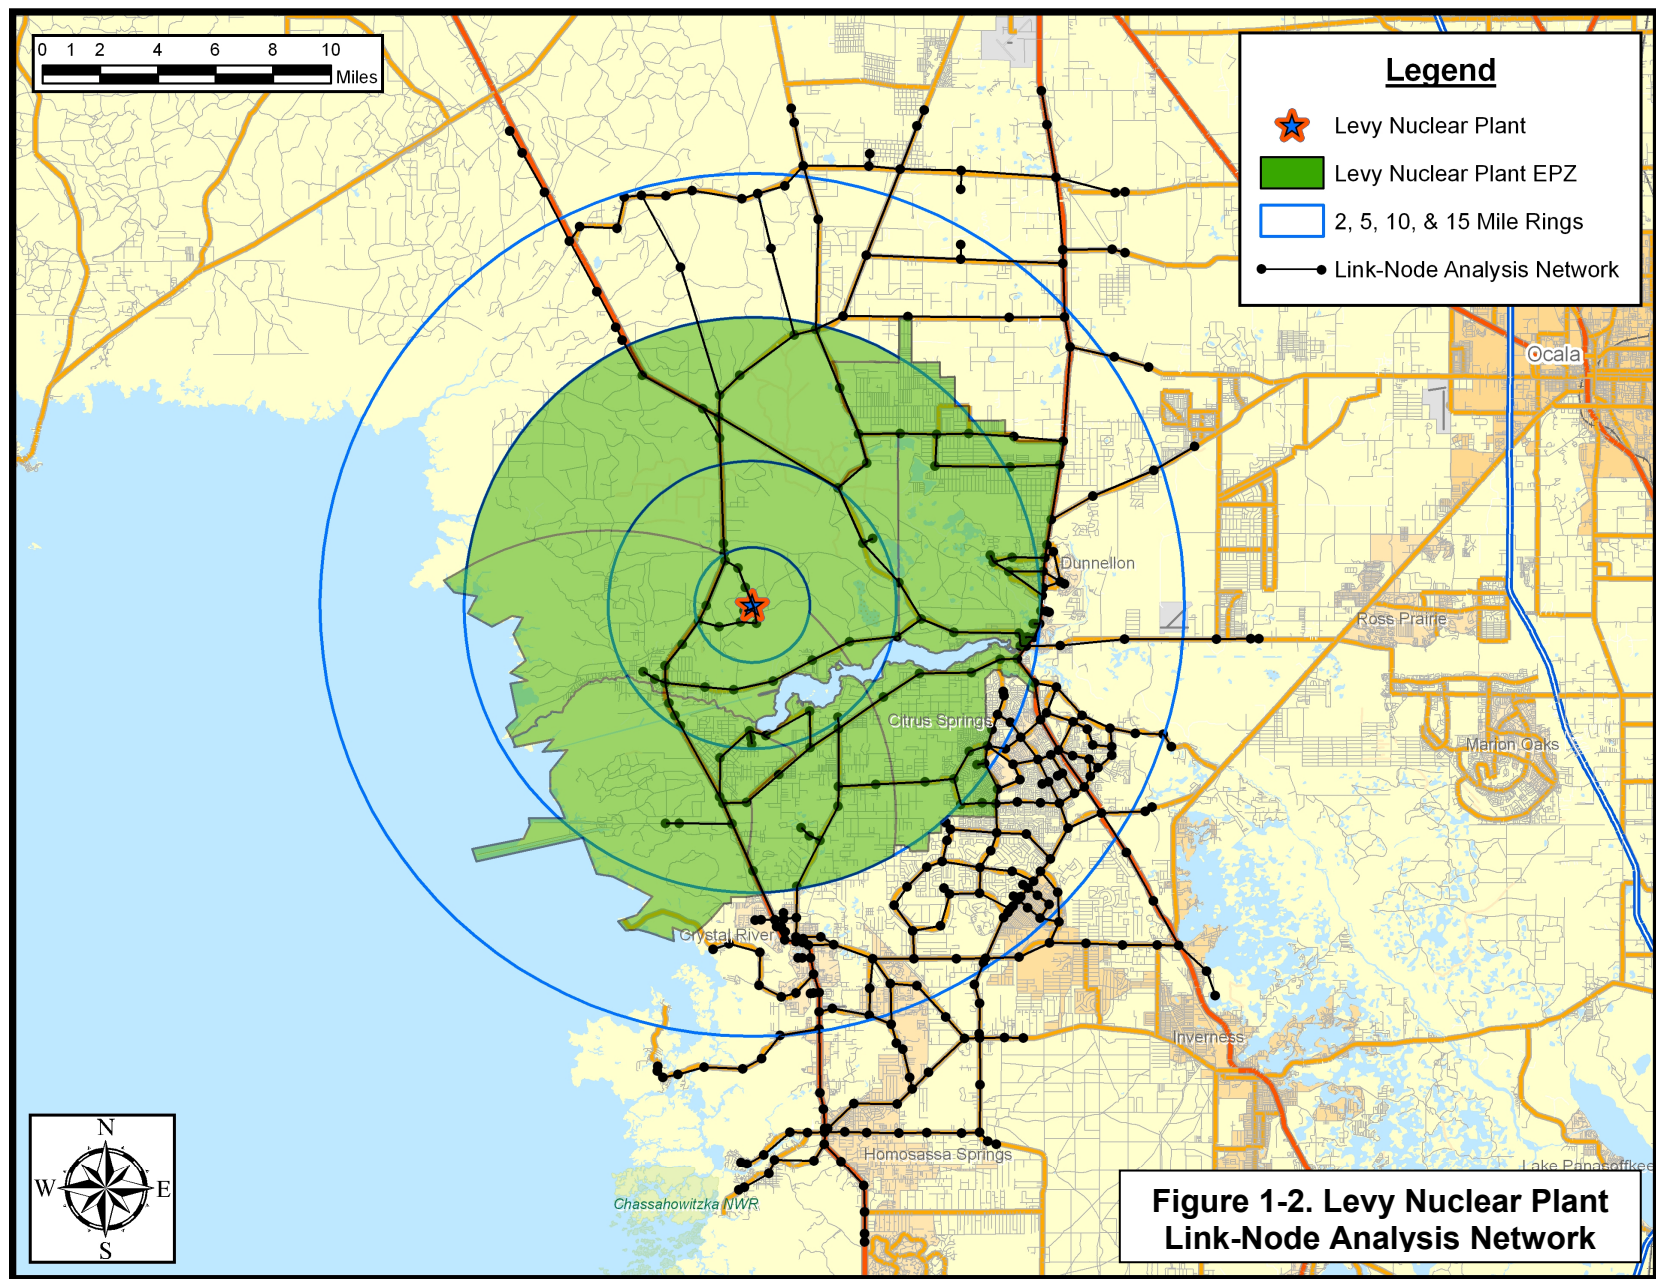 0 1 2 4 6 8 10
Miles
Legend
Levy Nuclear Plant
Levy Nuclear Plant EPZ
2, 5, 10, & 15 Mile Rings
Link-Node Analysis Network
Ocala
Dunnellon
Ross Prairie
Citrus Springs
Marion Oaks
Crystal River
Inverness
Homosassa Springs
Lake Panasoffkee
Chassahowitzka NWR
N
W E
S
Figure 1-2. Levy Nuclear Plant
Link-Node Analysis Network